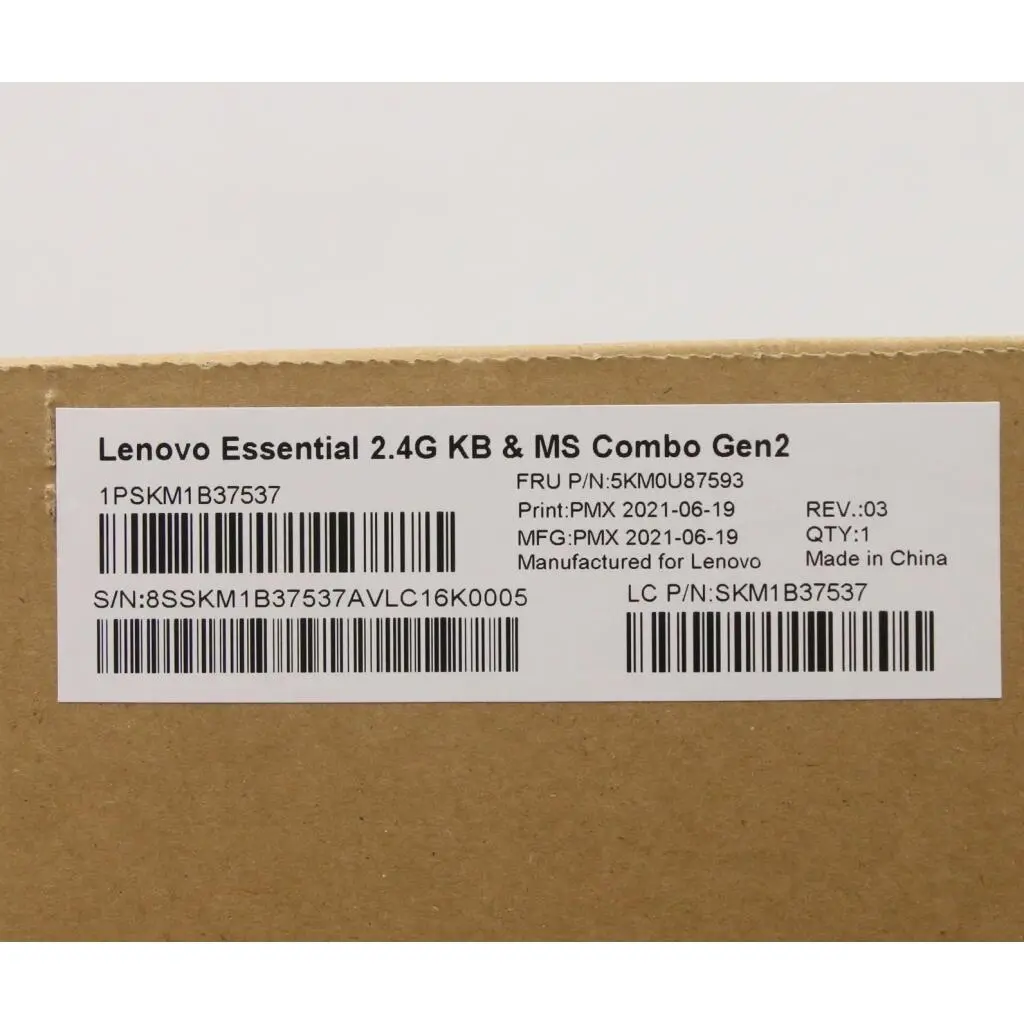 Lenovo Essential 2.4G KB & MS Combo Gen2
1PSKM1B37537
FRU P/N:5KM0U87593
Print:PMX 2021-06-19 REV.:03
MFG:PMX 2021-06-19 QTY:1
Manufactured for Lenovo Made in China
S/N:8SSKM1B37537AVLC16K0005
LC P/N:SKM1B37537